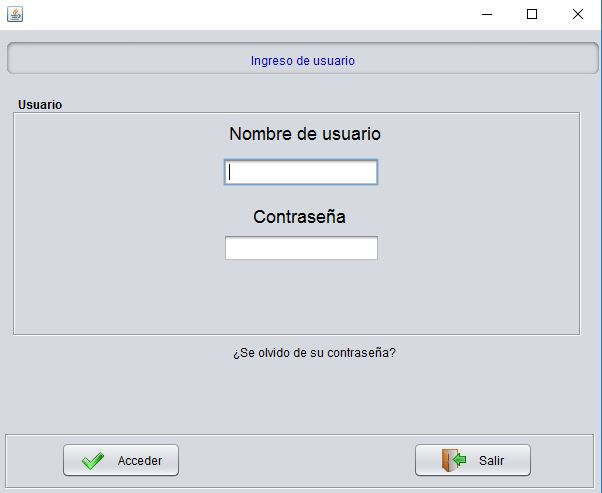 Ingreso de usuario
Usuario
Nombre de usuario
Contraseña
¿Se olvido de su contraseña?
Acceder
Salir